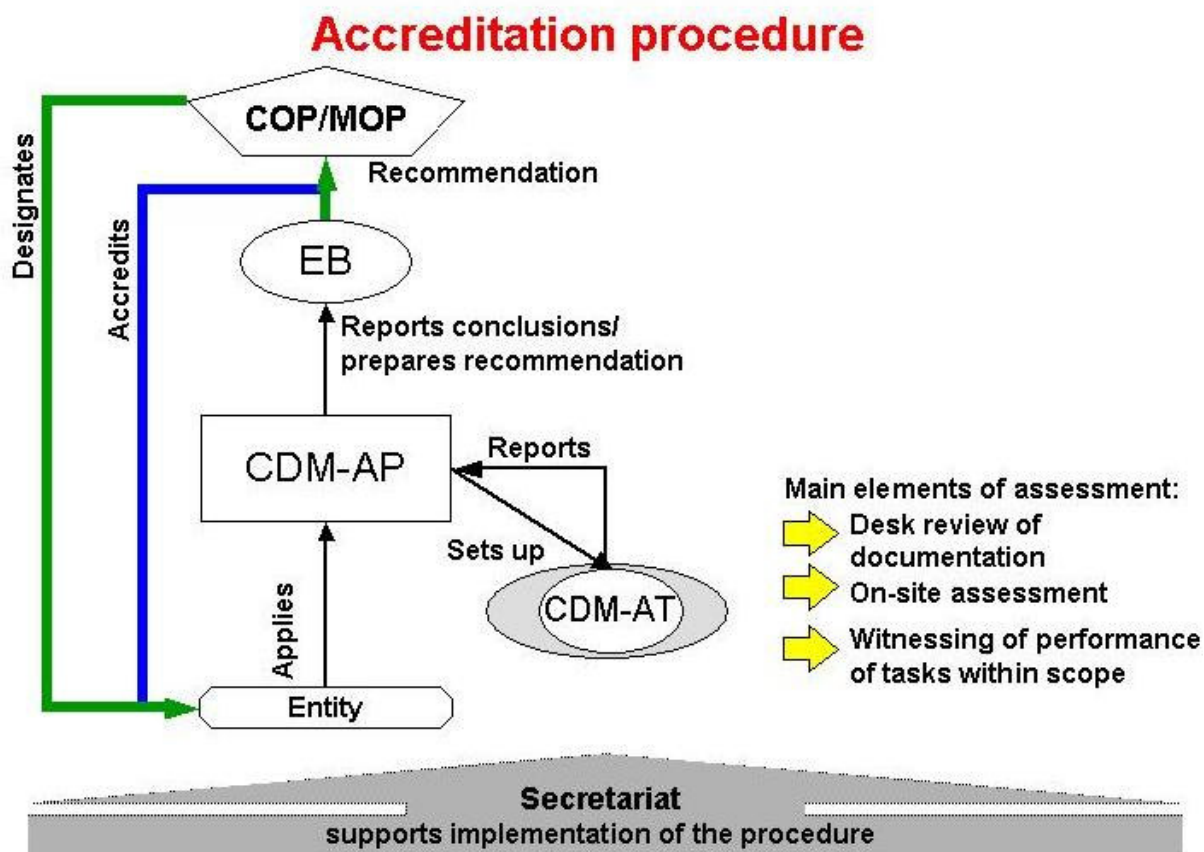 Accreditation procedure
COP/MOP
Recommendation
Designates
Accredits
EB
Reports conclusions/
prepares recommendation
CDM-AP
Reports
Sets up
CDM-AT
Applies
Entity
Main elements of assessment:
Desk review of
documentation
On-site assessment
Witnessing of performance
of tasks within scope
Secretariat
supports implementation of the procedure